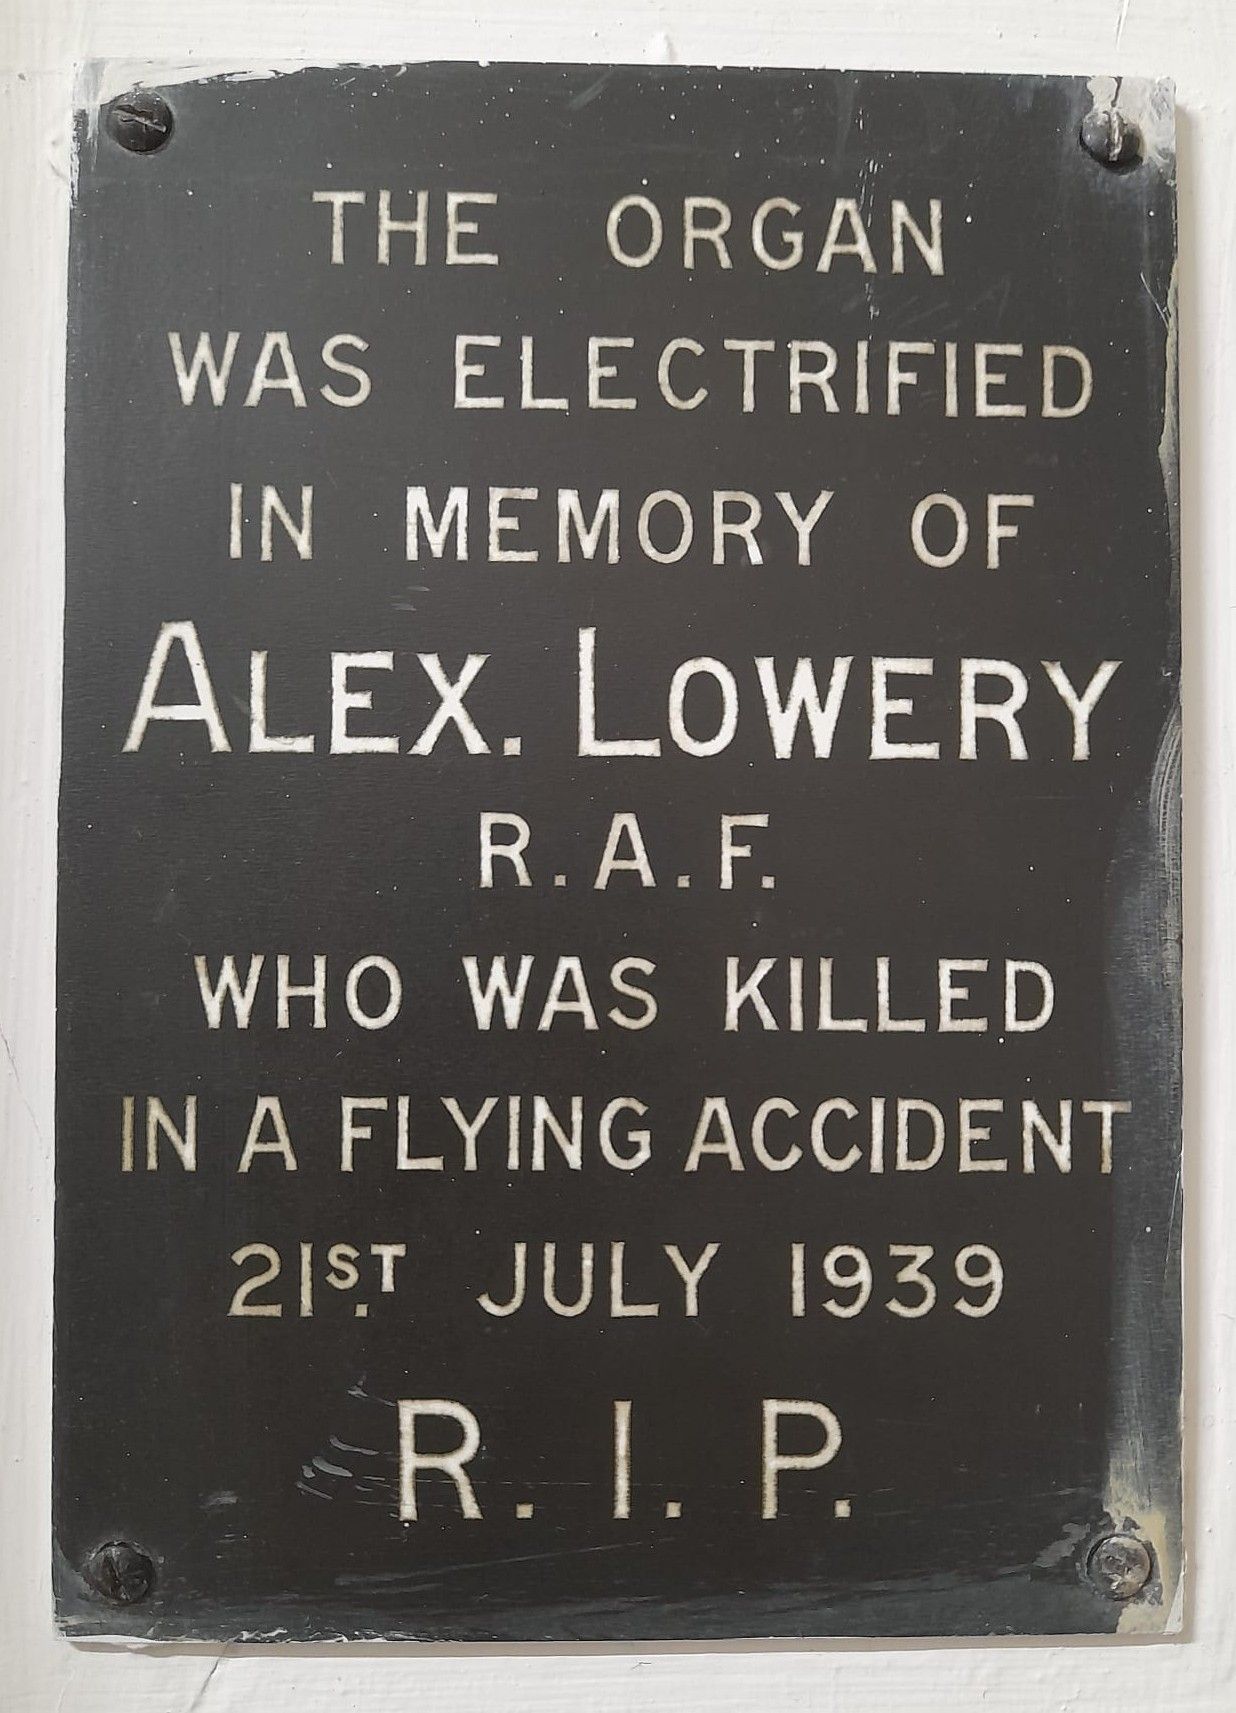 THE ORGAN
WAS ELECTRIFIED
IN MEMORY OF
ALEX. LOWERY
R.A.F.
WHO WAS KILLED
IN A FLYING ACCIDENT
21ST. JULY 1939
R.I.P.